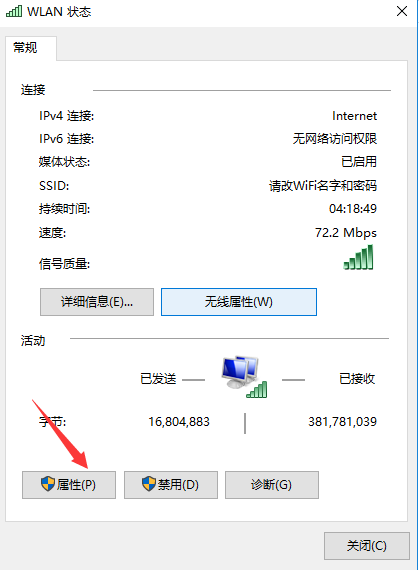 WLAN 状态
常规
连接
IPv4 连接: Internet
IPv6 连接: 无网络访问权限
媒体状态: 已启用
SSID: 请改WiFi名字和密码
持续时间: 04:18:49
速度: 72.2 Mbps
信号质量:
详细信息(E)... 无线属性(W)
活动
已发送 — — 已接收
字节: 16,804,883 | 381,781,039
属性(P) 禁用(D) 诊断(G)
关闭(C)